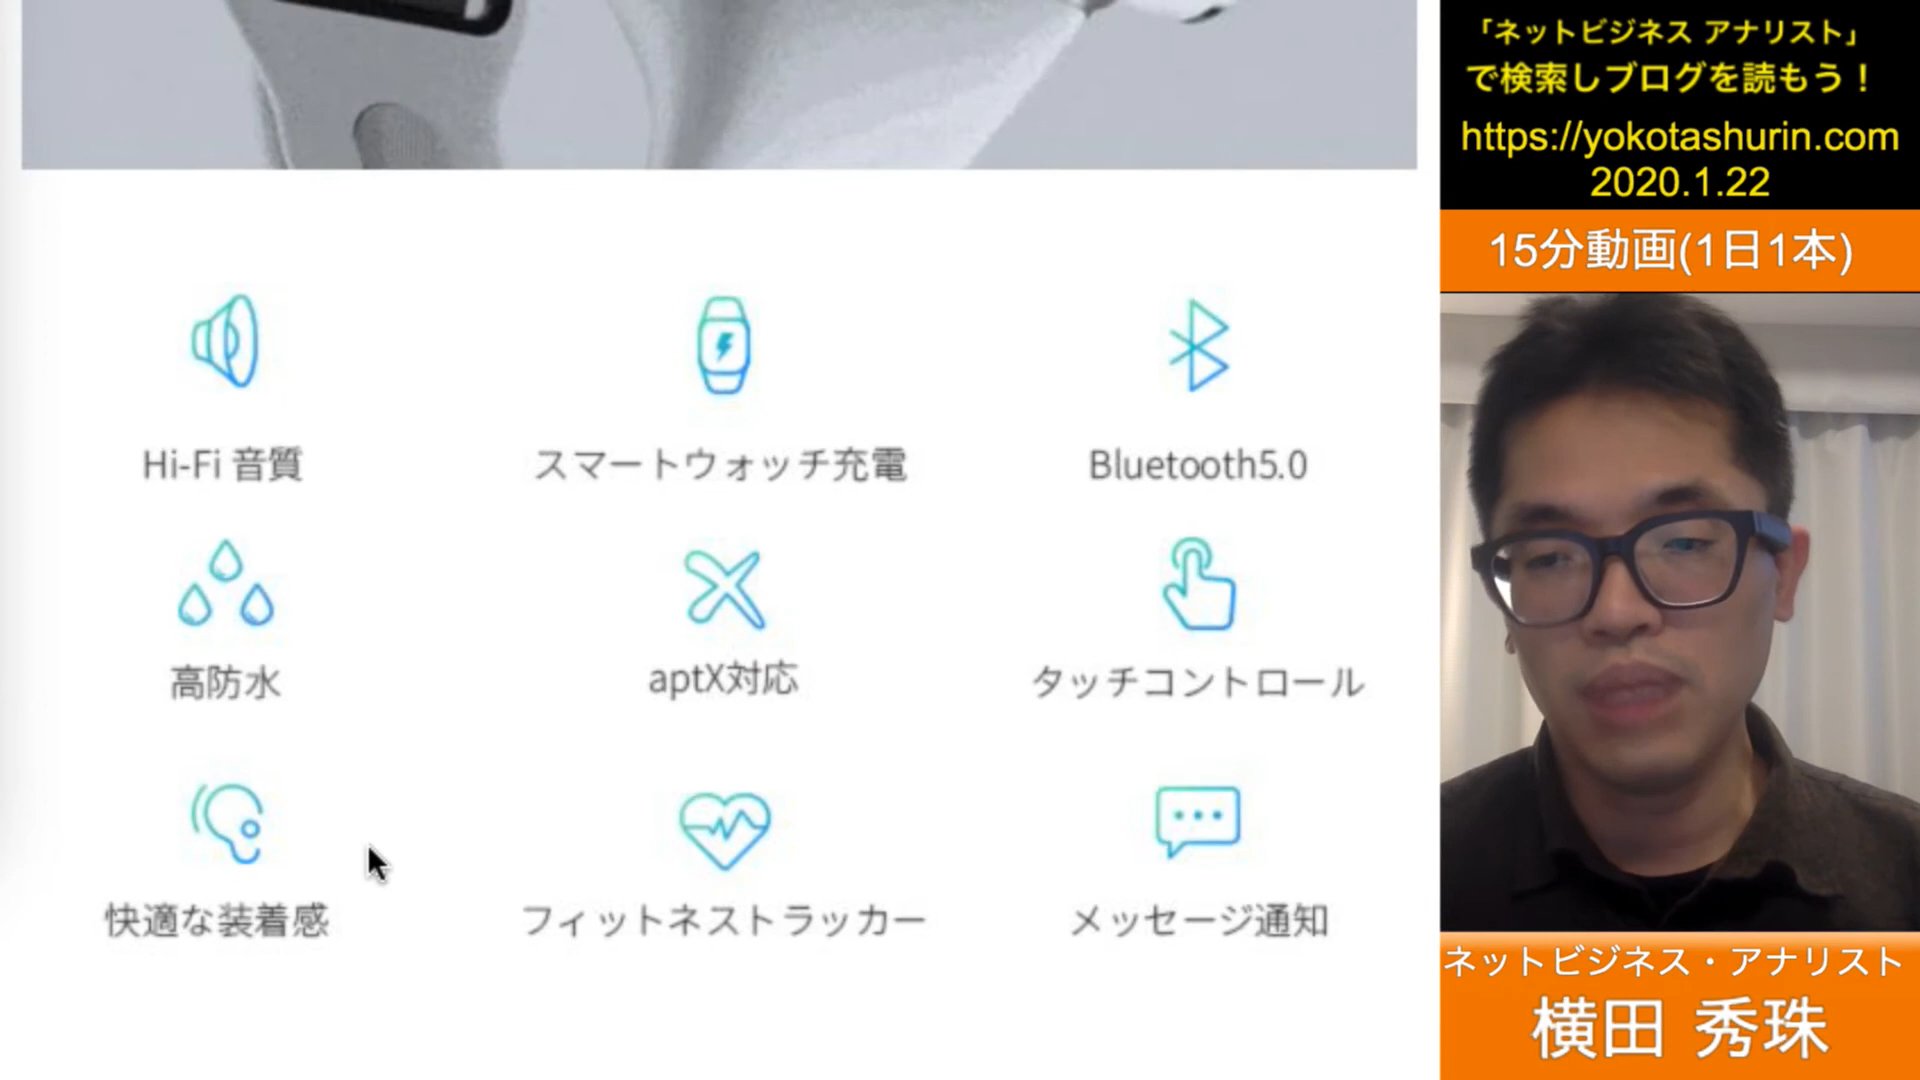 「ネットビジネス アナリスト」
で検索しブログを読もう！
https://yokotashurin.com
2020.1.22
15分動画(1日1本)
Hi-Fi 音質
スマートウォッチ充電
Bluetooth5.0
高防水
aptX対応
タッチコントロール
快適な装着感
フィットネストラッカー
メッセージ通知
ネットビジネス・アナリスト
横田 秀珠